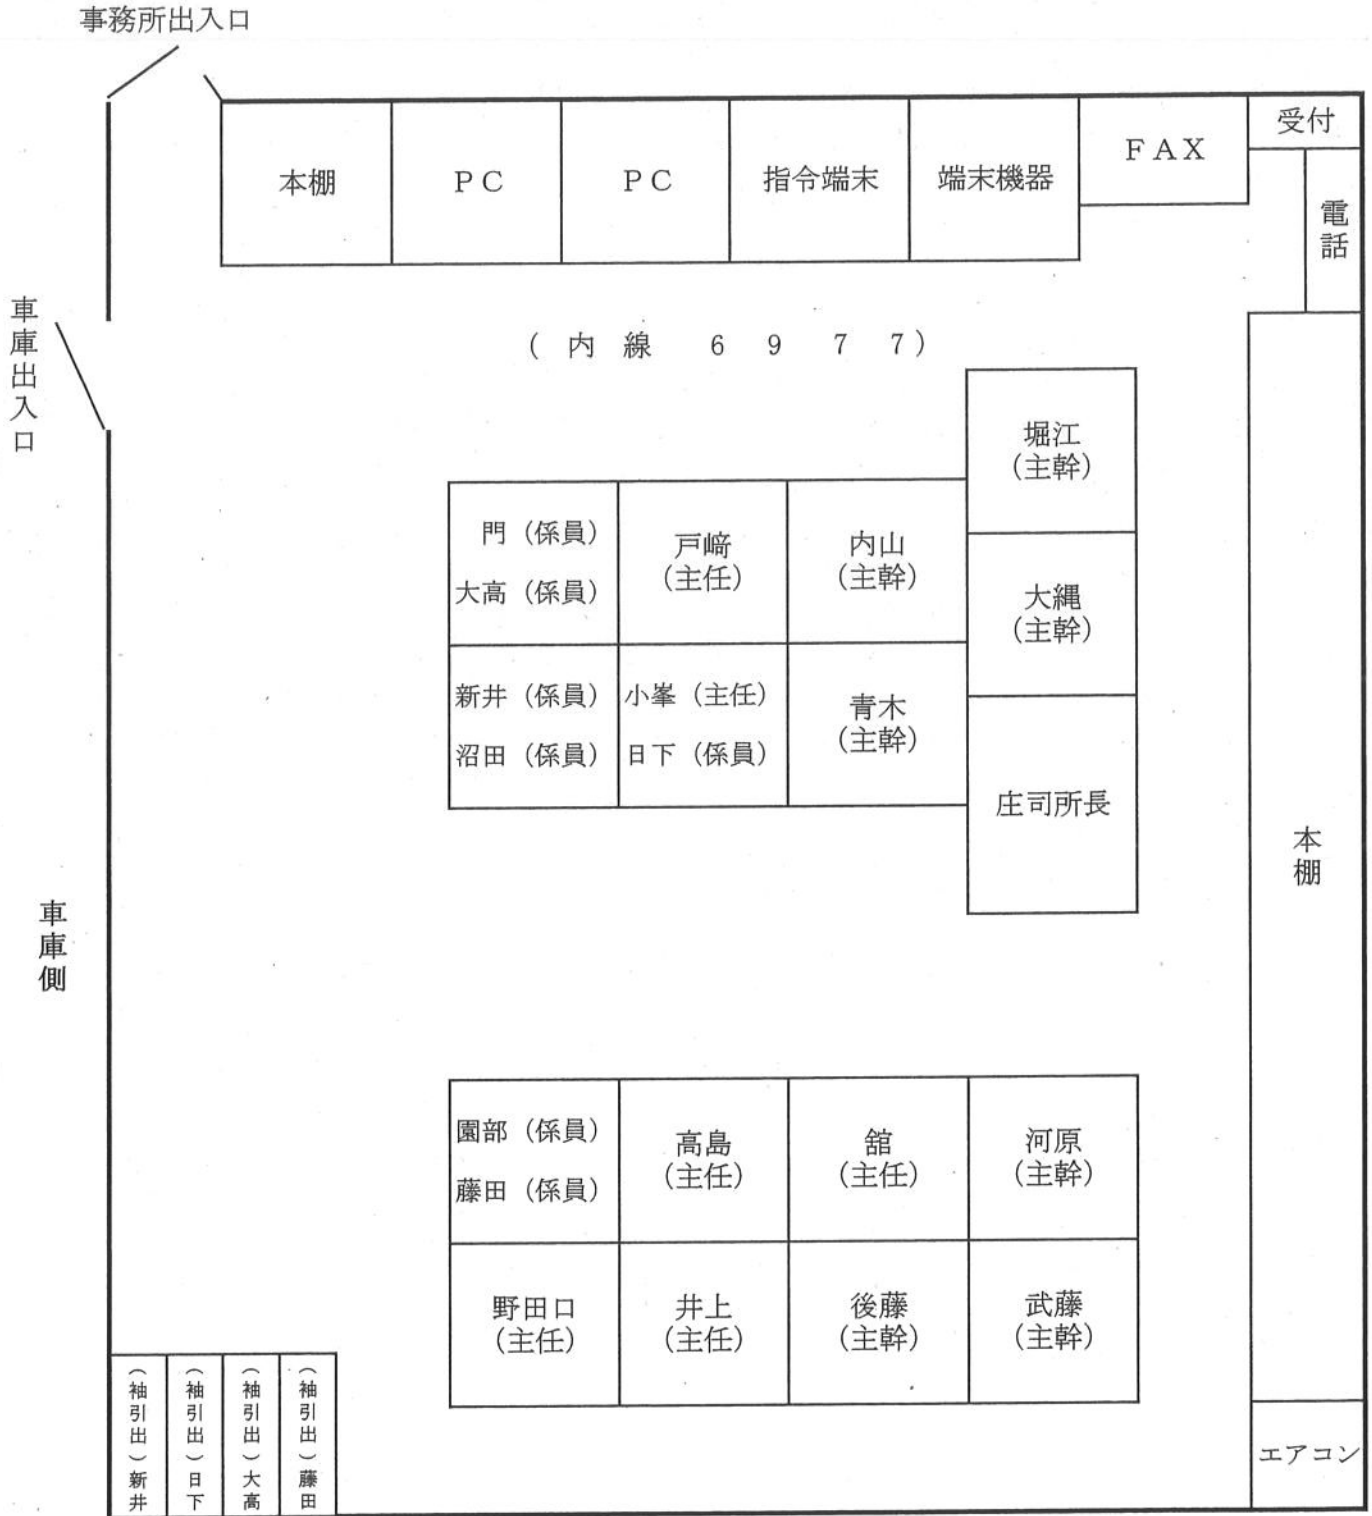 事務所出入口
本棚
PC
PC
指令端末
端末機器
FAX
受付
電話
車庫出入口
(内線 6977)
堀江
(主幹)
門(係員)
大高(係員)
戸﨑
(主任)
内山
(主幹)
大縄
(主幹)
新井(係員)
沼田(係員)
小峯(主任)
日下(係員)
青木
(主幹)
庄司所長
本棚
車庫側
園部(係員)
藤田(係員)
高島
(主任)
舘
(主任)
河原
(主幹)
野田口
(主任)
井上
(主任)
後藤
(主幹)
武藤
(主幹)
(袖引出)新井
(袖引出)日下
(袖引出)大高
(袖引出)藤田
エアコン